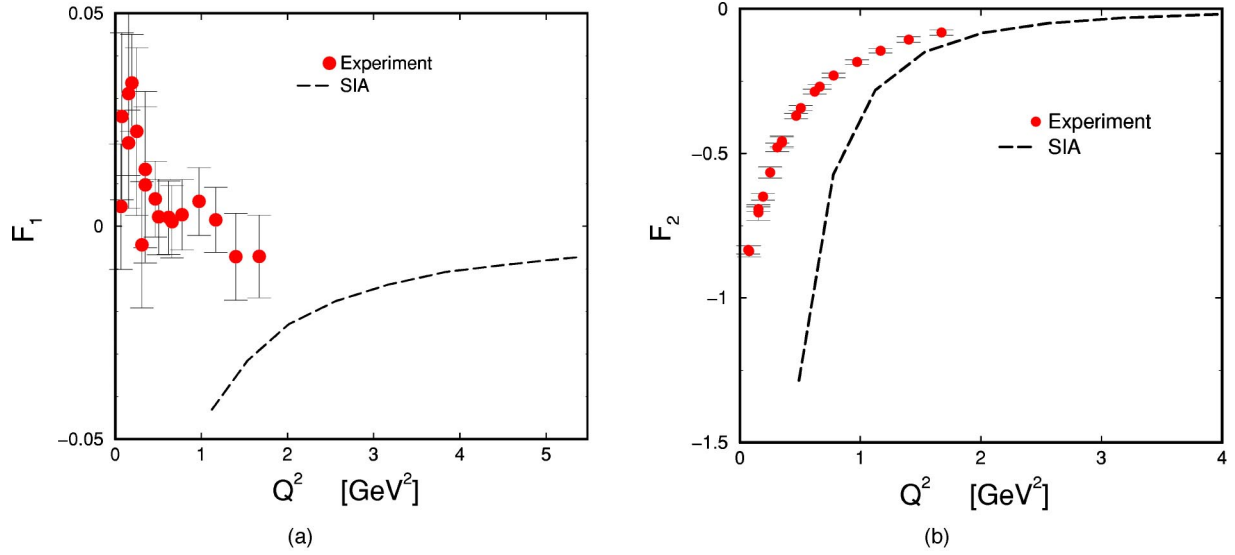 0.05
0
−0.05
F1
Experiment
SIA
0 1 2 3 4 5
Q2 [GeV2]
(a)
0
−0.5
−1
−1.5
F2
Experiment
SIA
0 1 2 3 4
Q2 [GeV2]
(b)